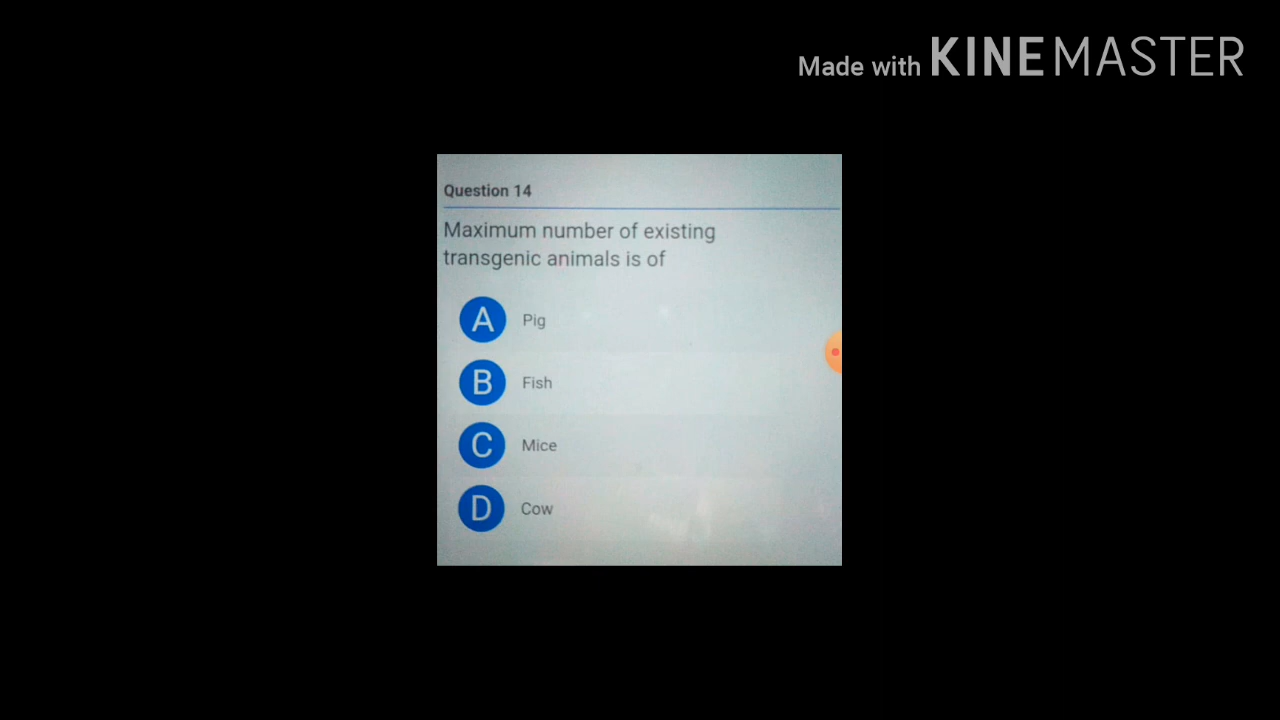 Made with KINEMASTER
Question 14
Maximum number of existing
transgenic animals is of
A Pig
B Fish
C Mice
D Cow